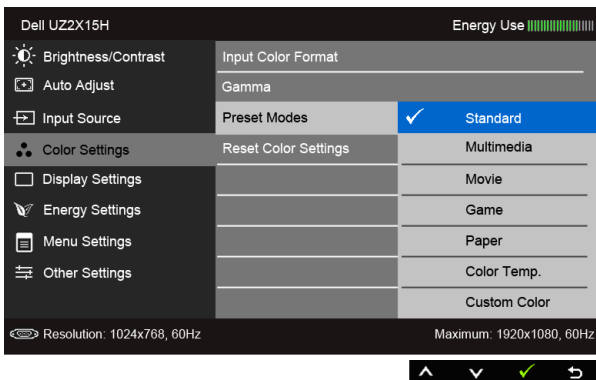 Dell UZ2X15H Energy Use
Brightness/Contrast Input Color Format
Auto Adjust Gamma
Input Source Preset Modes Standard
Color Settings Reset Color Settings Multimedia
Display Settings Movie
Energy Settings Game
Menu Settings Paper
Other Settings Color Temp.
Custom Color
Resolution: 1024x768, 60Hz Maximum: 1920x1080, 60Hz